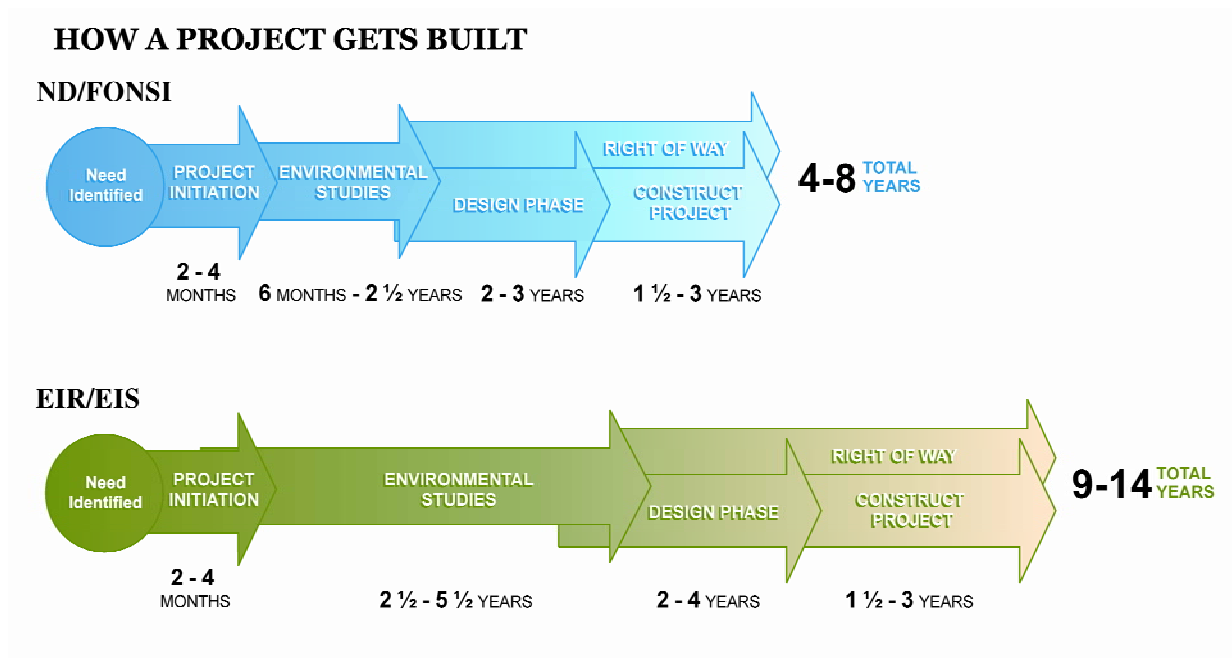 HOW A PROJECT GETS BUILT
ND/FONSI
Need
Identified
PROJECT
INITIATION
ENVIRONMENTAL
STUDIES
RIGHT OF WAY
DESIGN PHASE
CONSTRUCT
PROJECT
4-8 TOTAL
YEARS
2 - 4
MONTHS
6 MONTHS - 2 ½ YEARS
2 - 3 YEARS
1 ½ - 3 YEARS
EIR/EIS
Need
Identified
PROJECT
INITIATION
ENVIRONMENTAL
STUDIES
RIGHT OF WAY
DESIGN PHASE
CONSTRUCT
PROJECT
9-14 TOTAL
YEARS
2 - 4
MONTHS
2 ½ - 5 ½ YEARS
2 - 4 YEARS
1 ½ - 3 YEARS